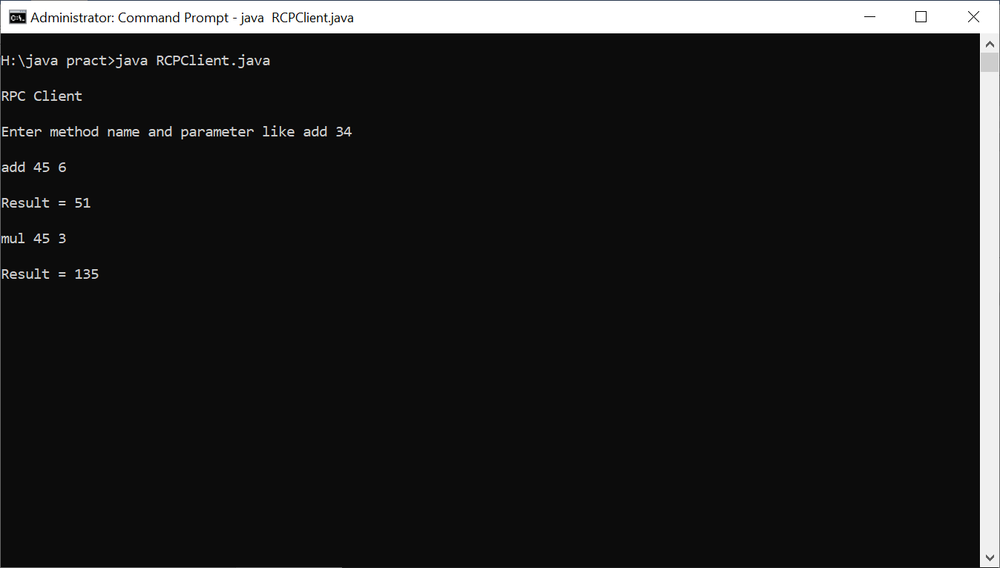 Administrator: Command Prompt - java  RCPClient.java
H:\java pract>java RCPClient.java
RPC Client
Enter method name and parameter like add 34
add 45 6
Result = 51
mul 45 3
Result = 135